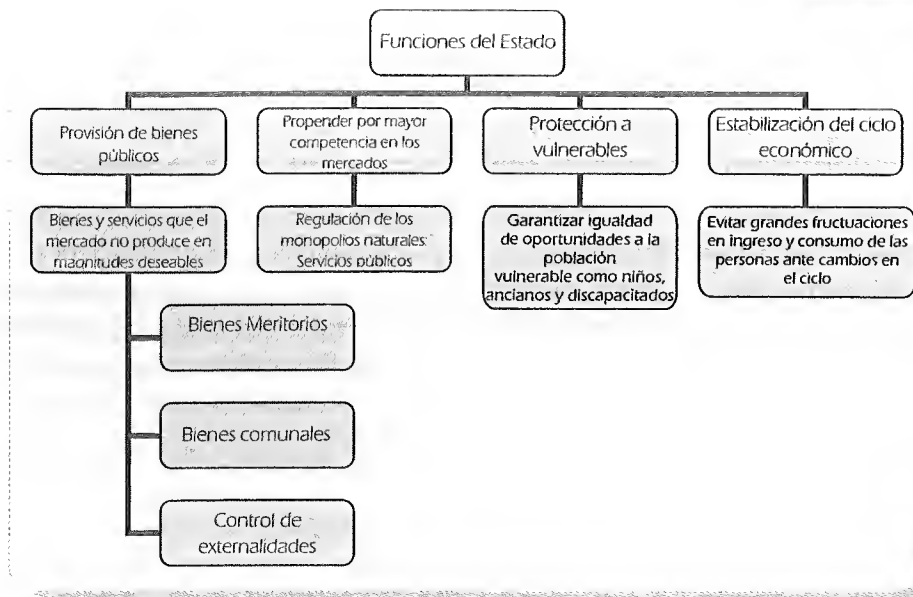 Funciones del Estado
Provisión de bienes
públicos
Propender por mayor
competencia en los
mercados
Protección a
vulnerables
Estabilización del ciclo
económico
Bienes y servicios que el
mercado no produce en
magnitudes deseables
Regulación de los
monopolios naturales:
Servicios públicos
Garantizar igualdad
de oportunidades a la
población
vulnerable como niños,
ancianos y discapacitados
Evitar grandes fructuaciones
en ingreso y consumo de las
personas ante cambios en
el ciclo
Bienes Meritorios
Bienes comunales
Control de
externalidades